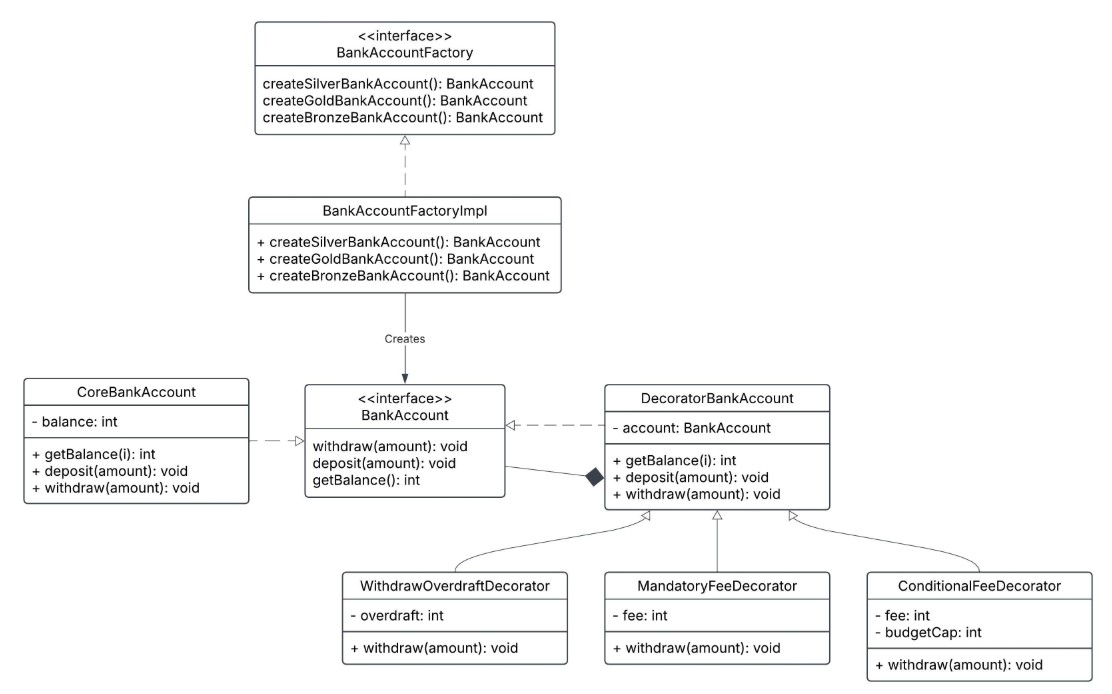 <<interface>>
BankAccountFactory
createSilverBankAccount(): BankAccount
createGoldBankAccount(): BankAccount
createBronzeBankAccount(): BankAccount
BankAccountFactoryImpl
+ createSilverBankAccount(): BankAccount
+ createGoldBankAccount(): BankAccount
+ createBronzeBankAccount(): BankAccount
Creates
CoreBankAccount
- balance: int
+ getBalance(i): int
+ deposit(amount): void
+ withdraw(amount): void
<<interface>>
BankAccount
withdraw(amount): void
deposit(amount): void
getBalance(): int
DecoratorBankAccount
- account: BankAccount
+ getBalance(i): int
+ deposit(amount): void
+ withdraw(amount): void
WithdrawOverdraftDecorator
- overdraft: int
+ withdraw(amount): void
MandatoryFeeDecorator
- fee: int
+ withdraw(amount): void
ConditionalFeeDecorator
- fee: int
- budgetCap: int
+ withdraw(amount): void